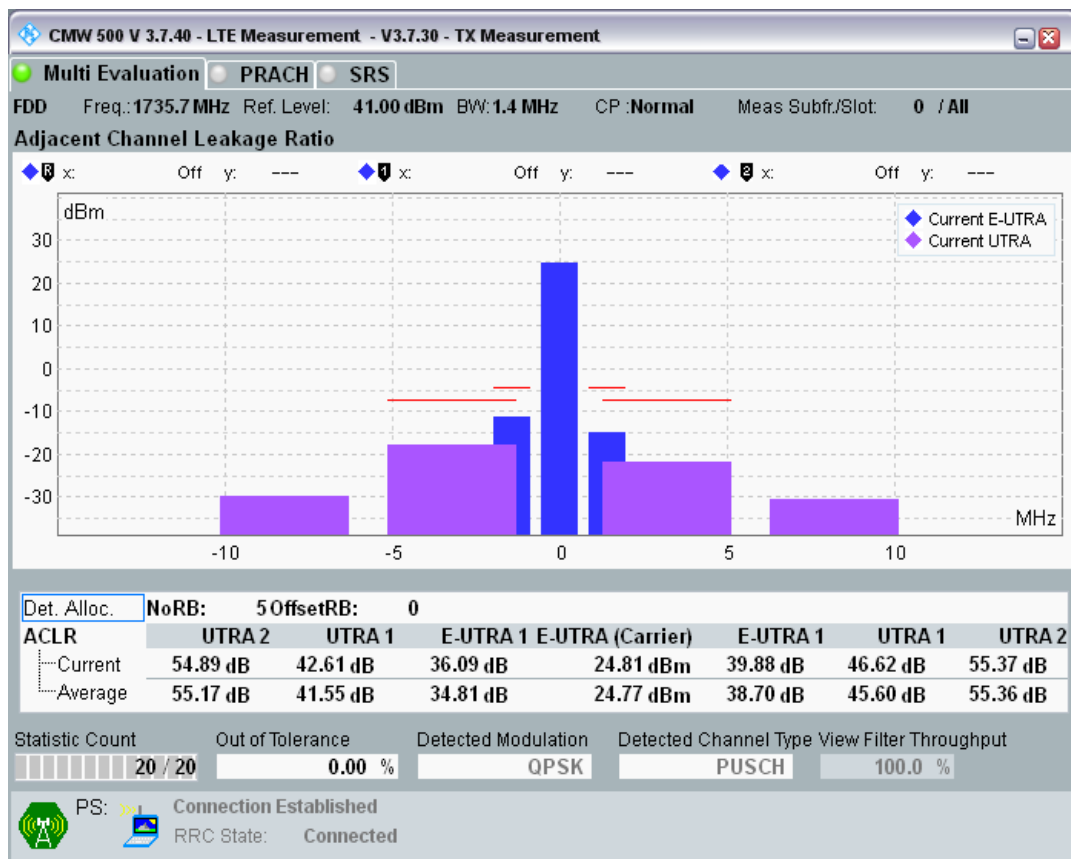 CMW 500 V 3.7.40 - LTE Measurement - V3.7.30 - TX Measurement
Multi Evaluation PRACH SRS
FDD Freq.: 1735.7 MHz Ref. Level: 41.00 dBm BW: 1.4 MHz CP :Normal Meas Subfr./Slot: 0 / All
Adjacent Channel Leakage Ratio
R x: Off y: --- 1 x: Off y: --- 2 x: Off y: ---
dBm
Current E-UTRA
Current UTRA
30
20
10
0
-10
-20
-30
MHz
-10 -5 0 5 10
Det. Alloc. NoRB: 5 OffsetRB: 0
ACLR UTRA 2 UTRA 1 E-UTRA 1 E-UTRA (Carrier) E-UTRA 1 UTRA 1 UTRA 2
Current 54.89 dB 42.61 dB 36.09 dB 24.81 dBm 39.88 dB 46.62 dB 55.37 dB
Average 55.17 dB 41.55 dB 34.81 dB 24.77 dBm 38.70 dB 45.60 dB 55.36 dB
Statistic Count Out of Tolerance Detected Modulation Detected Channel Type View Filter Throughput
20 / 20 0.00 % QPSK PUSCH 100.0 %
PS: Connection Established
RRC State: Connected